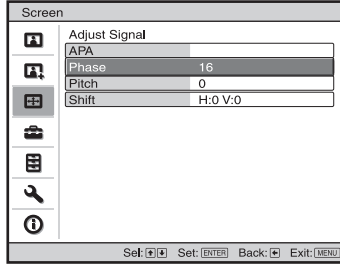 Screen
Adjust Signal
APA
Phase 16
Pitch 0
Shift H:0 V:0
Sel: Set: ENTER Back: Exit: MENU